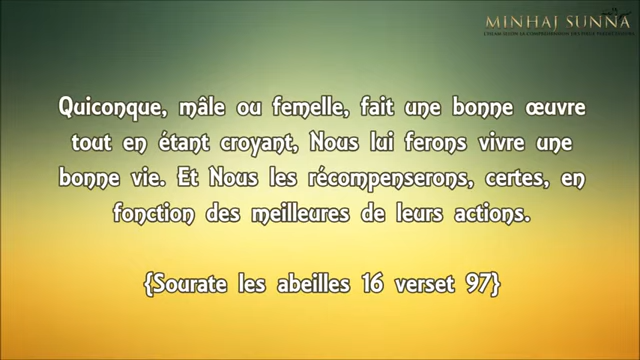 MINHAJ SUNNA
Quiconque, mâle ou femelle, fait une bonne œuvre
tout en étant croyant, Nous lui ferons vivre une
bonne vie. Et Nous les récompenserons, certes, en
fonction des meilleures de leurs actions.
{Sourate les abeilles 16 verset 97}